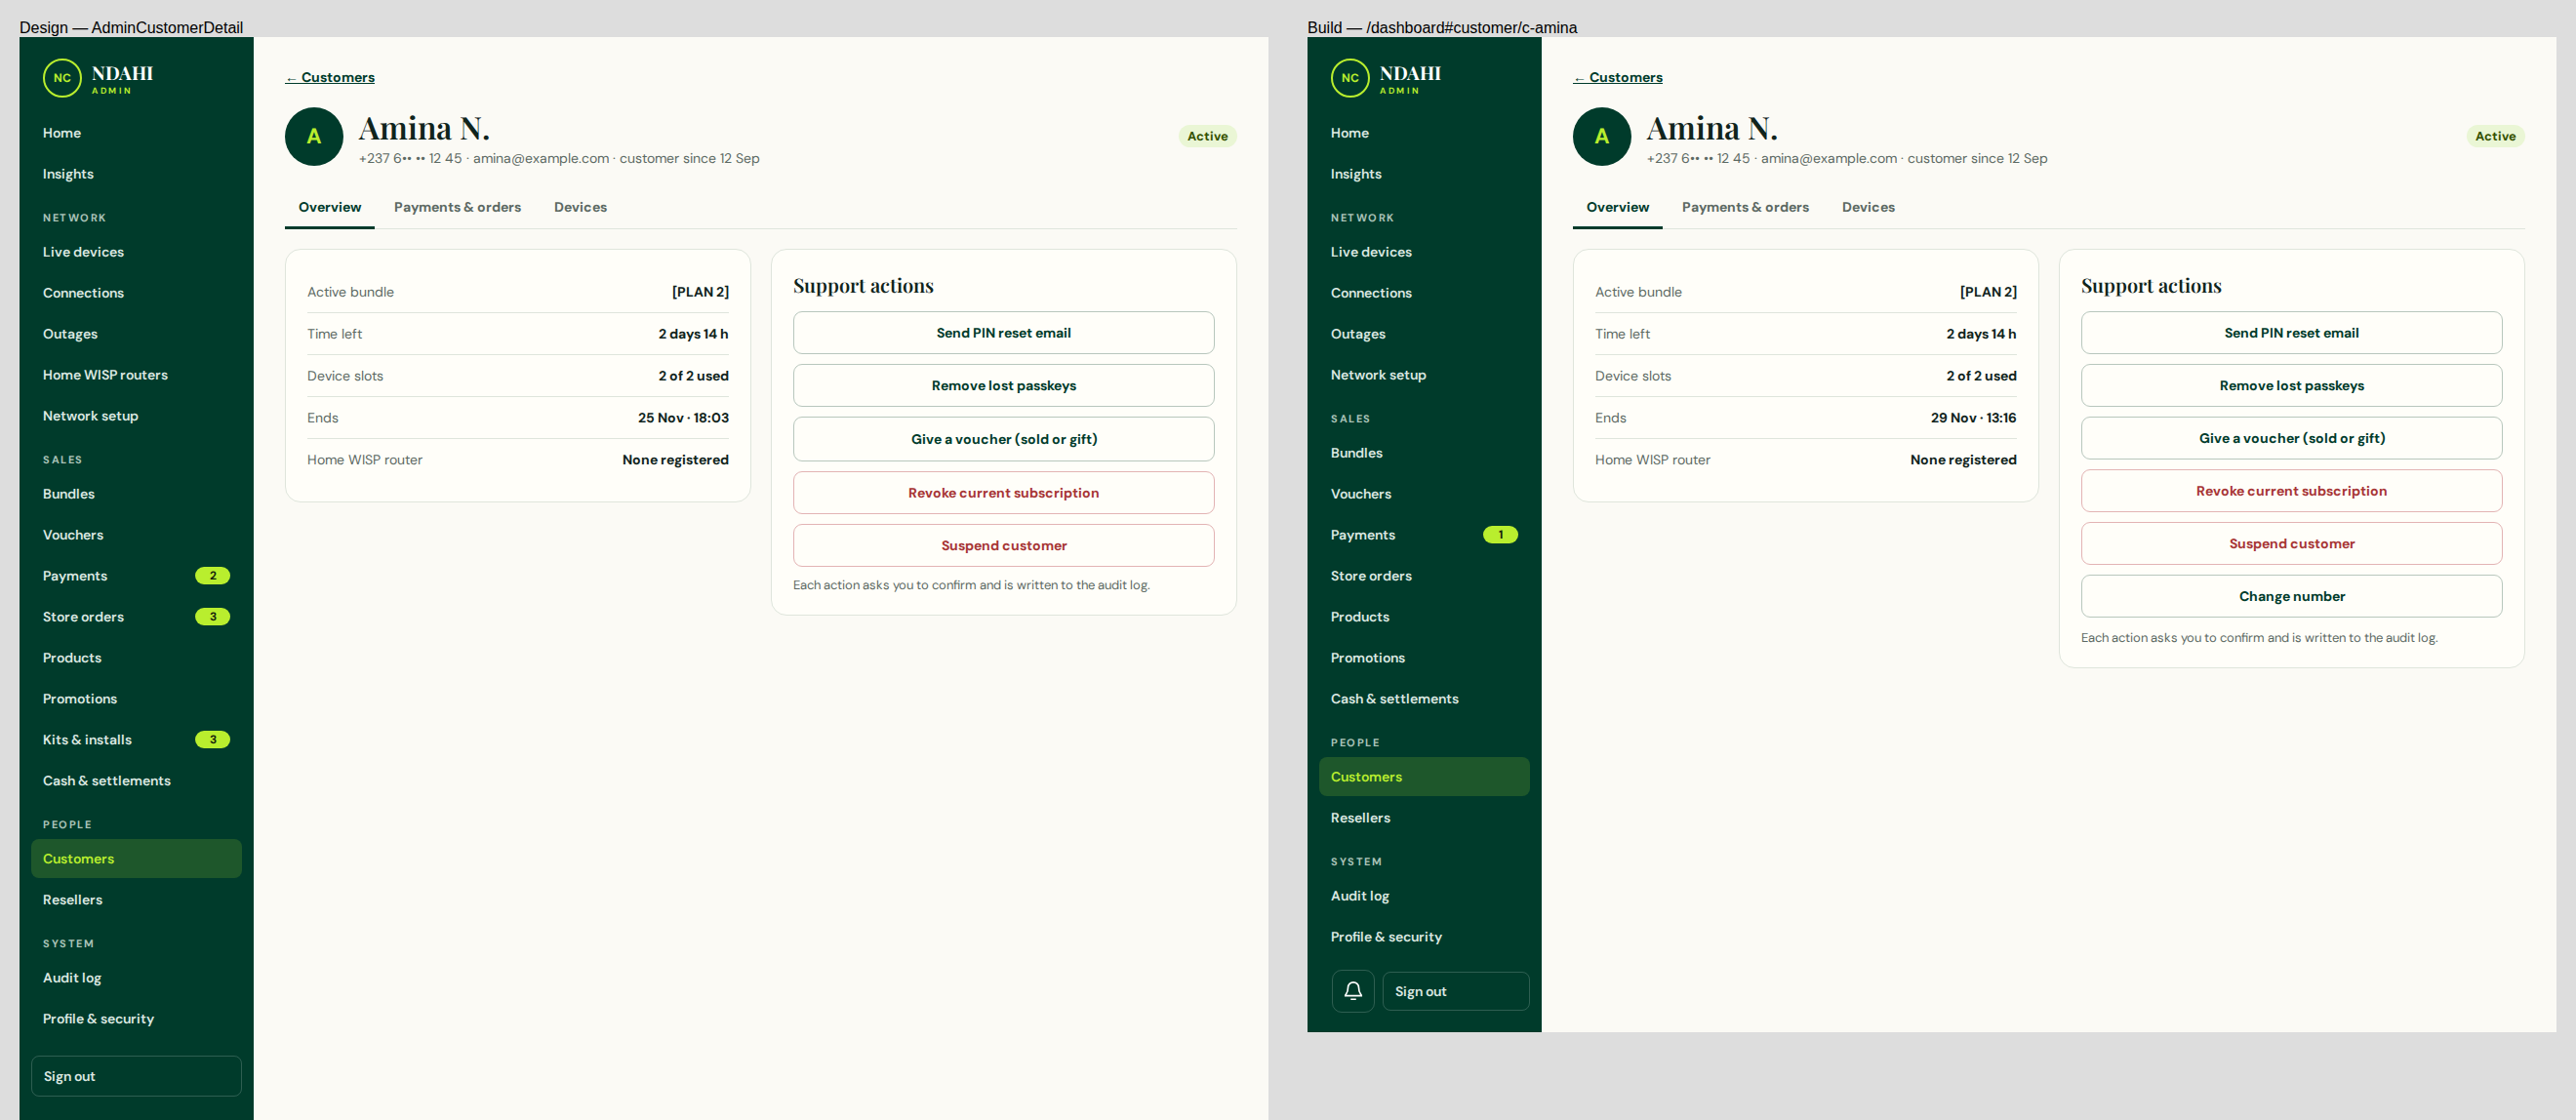 Design — AdminCustomerDetail
NC
NDAHI
ADMIN
Home
Insights
NETWORK
Live devices
Connections
Outages
Home WISP routers
Network setup
SALES
Bundles
Vouchers
Payments 2
Store orders 3
Products
Promotions
Kits & installs 3
Cash & settlements
PEOPLE
Customers
Resellers
SYSTEM
Audit log
Profile & security
Sign out
← Customers
A
Amina N.
+237 6•• •• 12 45 · amina@example.com · customer since 12 Sep
Active
Overview Payments & orders Devices
Active bundle [PLAN 2]
Time left 2 days 14 h
Device slots 2 of 2 used
Ends 25 Nov · 18:03
Home WISP router None registered
Support actions
Send PIN reset email
Remove lost passkeys
Give a voucher (sold or gift)
Revoke current subscription
Suspend customer
Each action asks you to confirm and is written to the audit log.
Build — /dashboard#customer/c-amina
NC
NDAHI
ADMIN
Home
Insights
NETWORK
Live devices
Connections
Outages
Network setup
SALES
Bundles
Vouchers
Payments 1
Store orders
Products
Promotions
Cash & settlements
PEOPLE
Customers
Resellers
SYSTEM
Audit log
Profile & security
Sign out
← Customers
A
Amina N.
+237 6•• •• 12 45 · amina@example.com · customer since 12 Sep
Active
Overview Payments & orders Devices
Active bundle [PLAN 2]
Time left 2 days 14 h
Device slots 2 of 2 used
Ends 29 Nov · 13:16
Home WISP router None registered
Support actions
Send PIN reset email
Remove lost passkeys
Give a voucher (sold or gift)
Revoke current subscription
Suspend customer
Change number
Each action asks you to confirm and is written to the audit log.